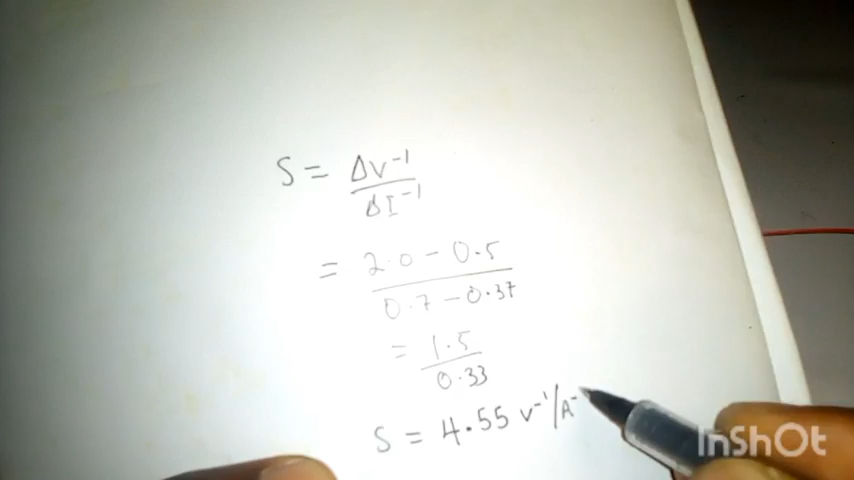 S = ΔV⁻¹
ΔI⁻¹
= 2.0 - 0.5
0.7 - 0.37
= 1.5
0.33
S = 4.55 V⁻¹/A⁻
InShOt